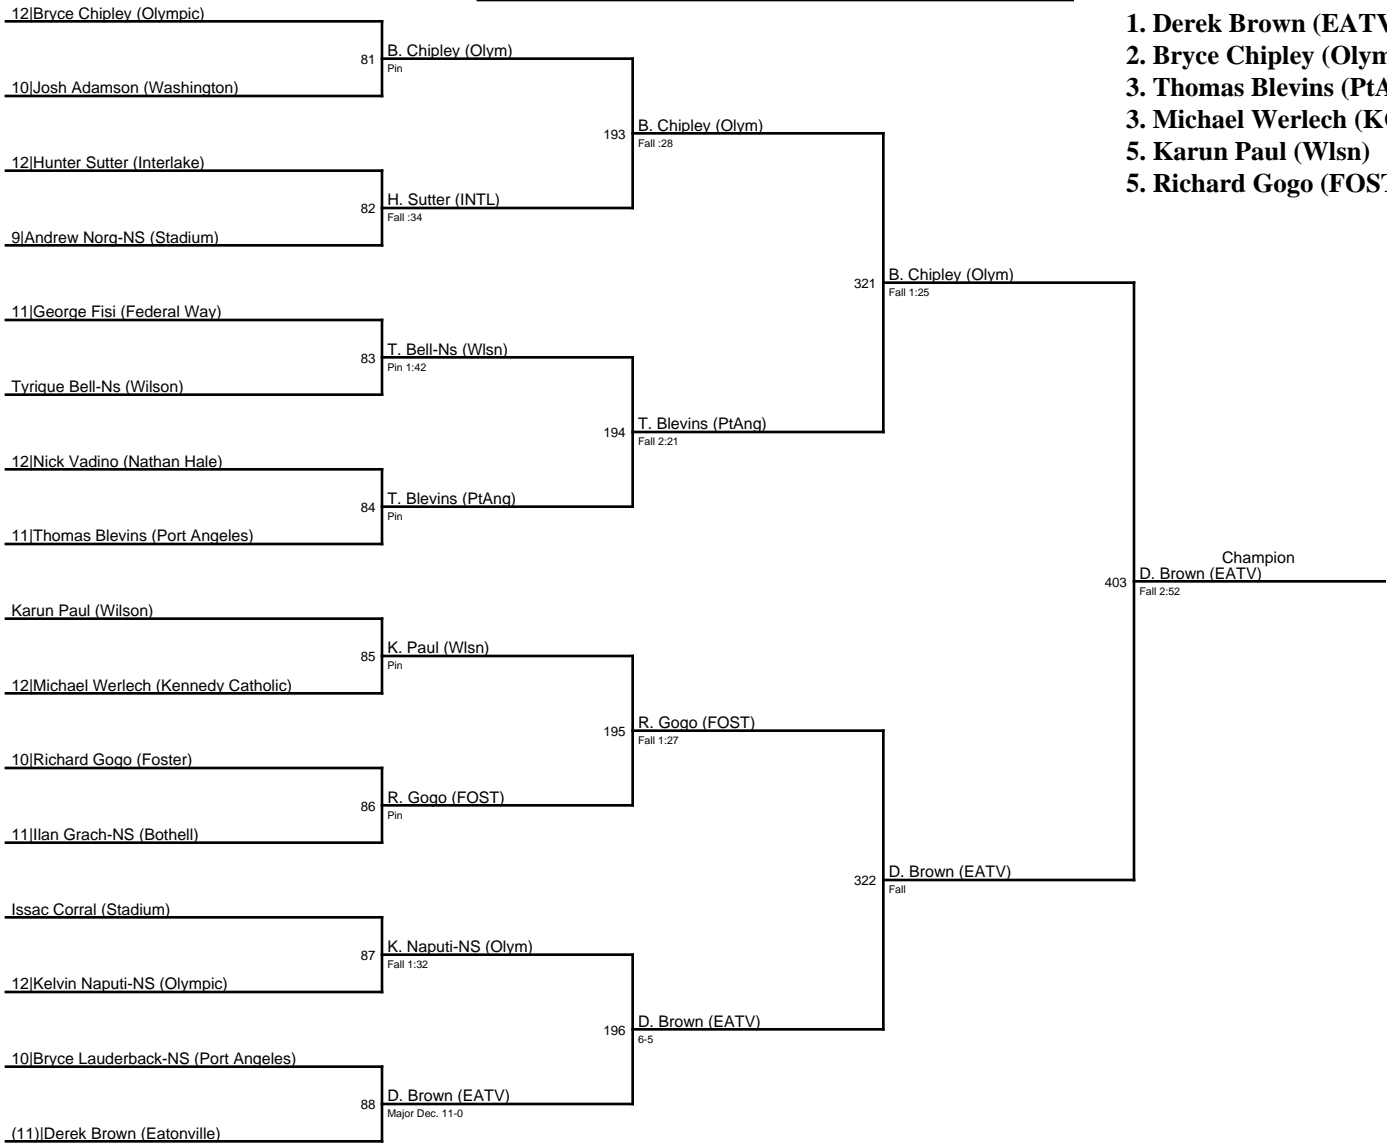 12|Bryce Chipley (Olympic)
81
B. Chipley (Olym)
Pin
10|Josh Adamson (Washington)
193
B. Chipley (Olym)
Fall :28
12|Hunter Sutter (Interlake)
82
H. Sutter (INTL)
Fall :34
9|Andrew Norg-NS (Stadium)
321
B. Chipley (Olym)
Fall 1:25
11|George Fisi (Federal Way)
83
T. Bell-Ns (Wlsn)
Pin 1:42
Tyrique Bell-Ns (Wilson)
194
T. Blevins (PtAng)
Fall 2:21
12|Nick Vadino (Nathan Hale)
84
T. Blevins (PtAng)
Pin
11|Thomas Blevins (Port Angeles)
Champion
403
D. Brown (EATV)
Fall 2:52
Karun Paul (Wilson)
85
K. Paul (Wlsn)
Pin
12|Michael Werlech (Kennedy Catholic)
195
R. Gogo (FOST)
Fall 1:27
10|Richard Gogo (Foster)
86
R. Gogo (FOST)
Pin
11|Ilan Grach-NS (Bothell)
322
D. Brown (EATV)
Fall
Issac Corral (Stadium)
87
K. Naputi-NS (Olym)
Fall 1:32
12|Kelvin Naputi-NS (Olympic)
196
D. Brown (EATV)
6-5
10|Bryce Lauderback-NS (Port Angeles)
88
D. Brown (EATV)
Major Dec. 11-0
(11)|Derek Brown (Eatonville)
1. Derek Brown (EATV
2. Bryce Chipley (Olym
3. Thomas Blevins (PtA
3. Michael Werlech (K
5. Karun Paul (Wlsn)
5. Richard Gogo (FOST